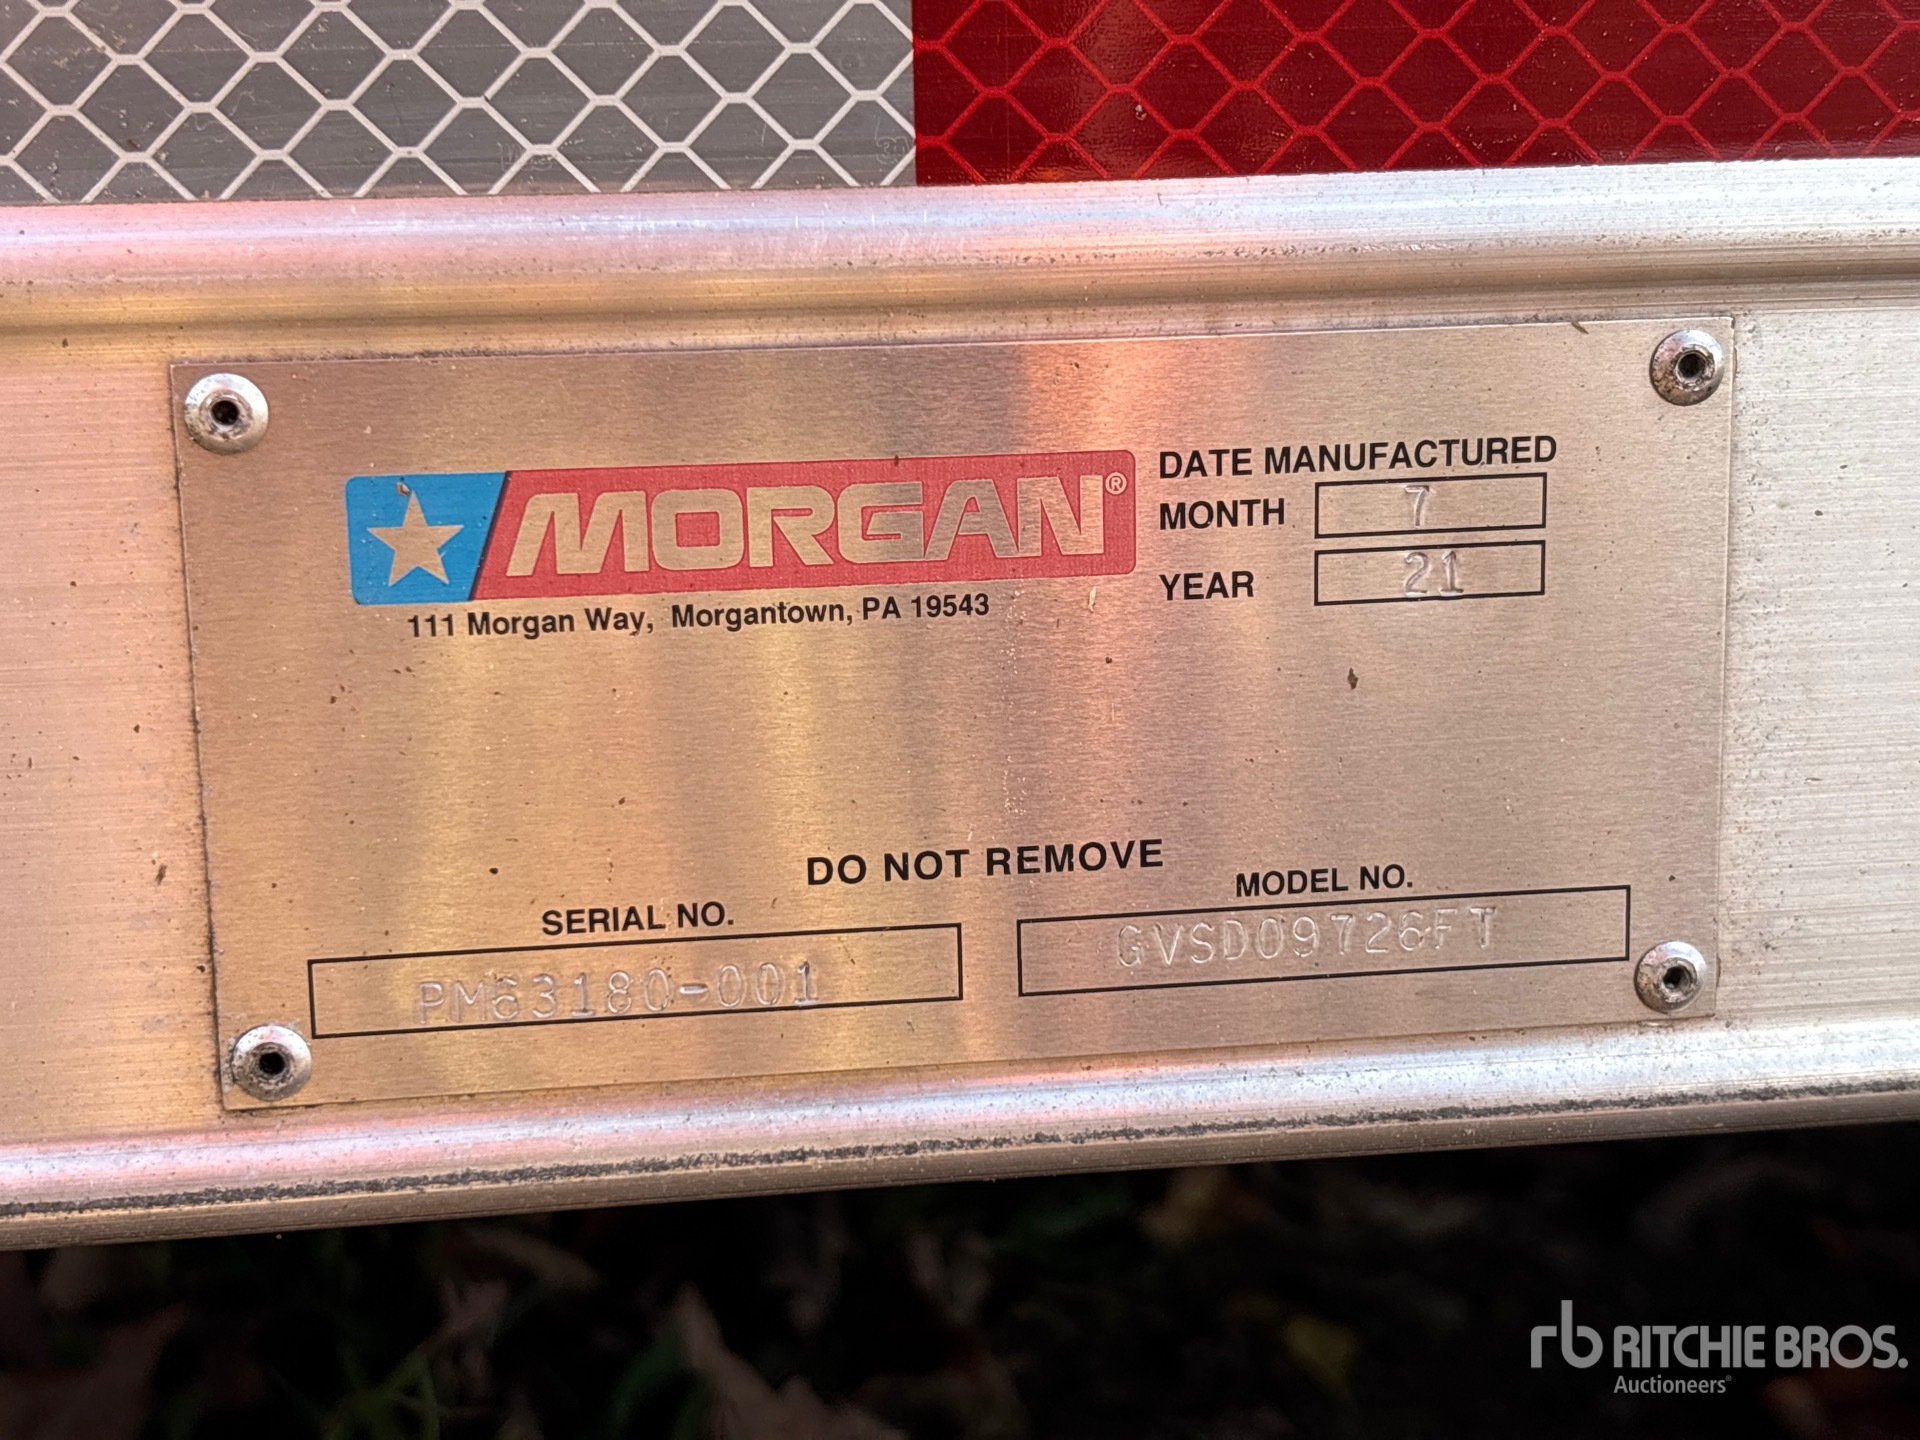 MORGAN®
111 Morgan Way, Morgantown, PA 19543
DATE MANUFACTURED
MONTH 7
YEAR 21
DO NOT REMOVE
SERIAL NO.
PM63180-001
MODEL NO.
GVSD09726FT
rb RITCHIE BROS.
Auctioneers®